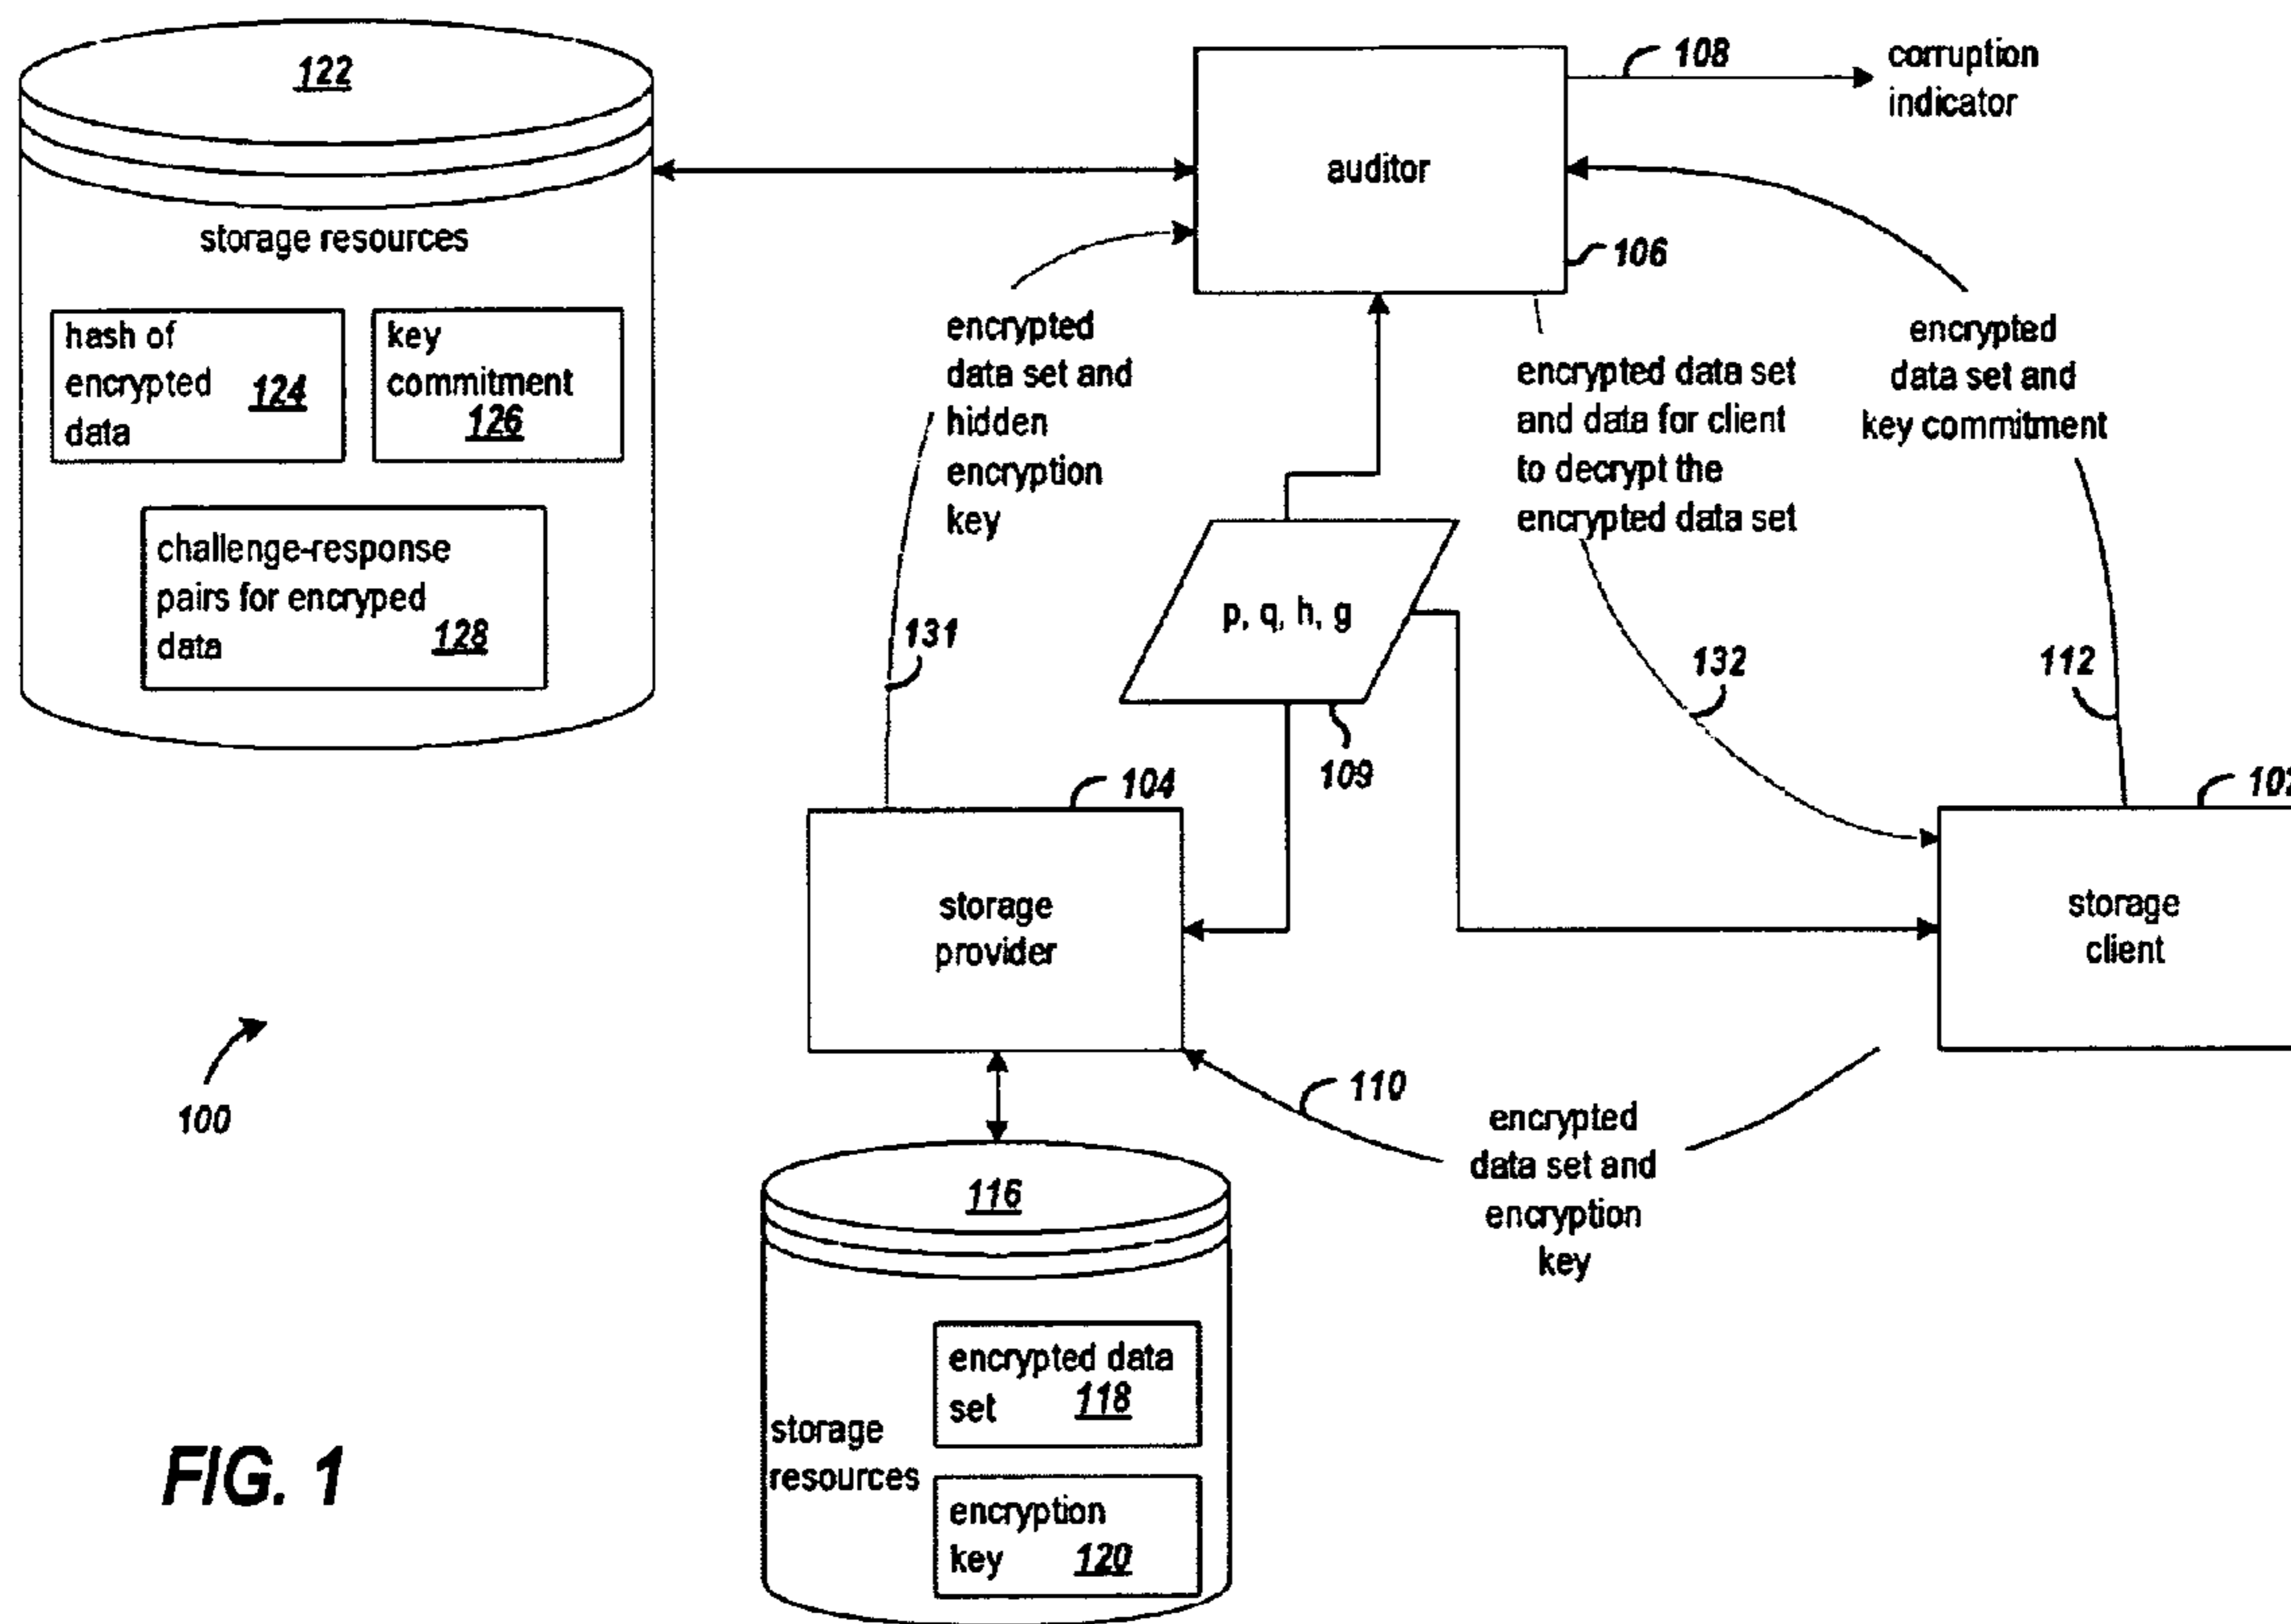 122
storage resources
hash of
encrypted
data
124
key
commitment
126
challenge-response
pairs for encryped
data
128
auditor
106
108
corruption
indicator
encrypted
data set and
hidden
encryption
key
131
encrypted data set
and data for client
to decrypt the
encrypted data set
132
encrypted
data set and
key commitment
112
p, q, h, g
109
104
storage
provider
102
storage
client
110
encrypted
data set and
encryption
key
100
116
storage
resources
encrypted data
set
118
encryption
key
120
FIG. 1